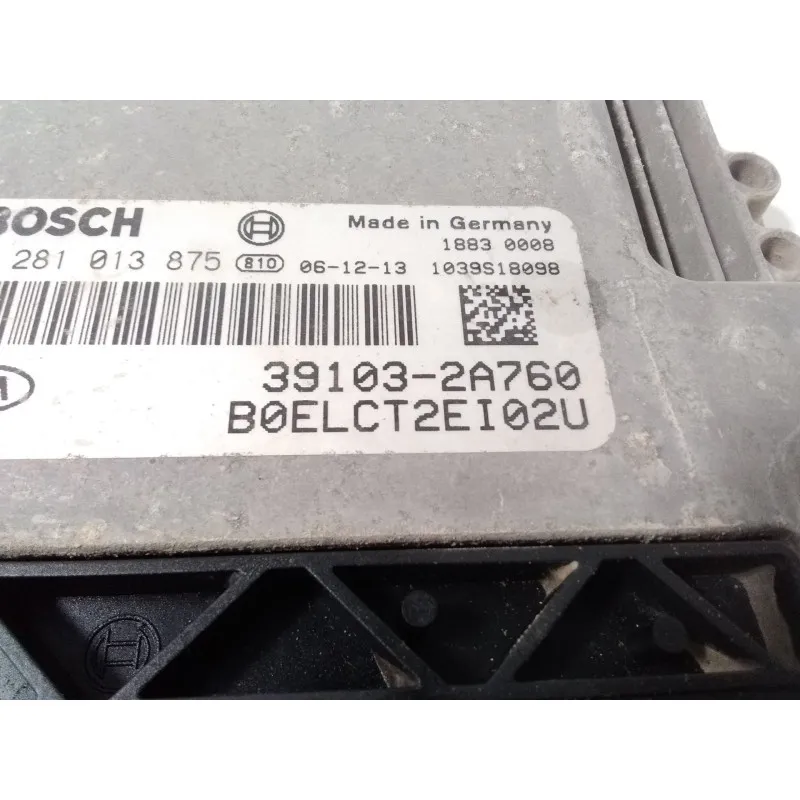 BOSCH
Made in Germany
1883 0008
281 013 875 810 06-12-13 1039S18098
39103-2A760
B0ELCT2EI02U